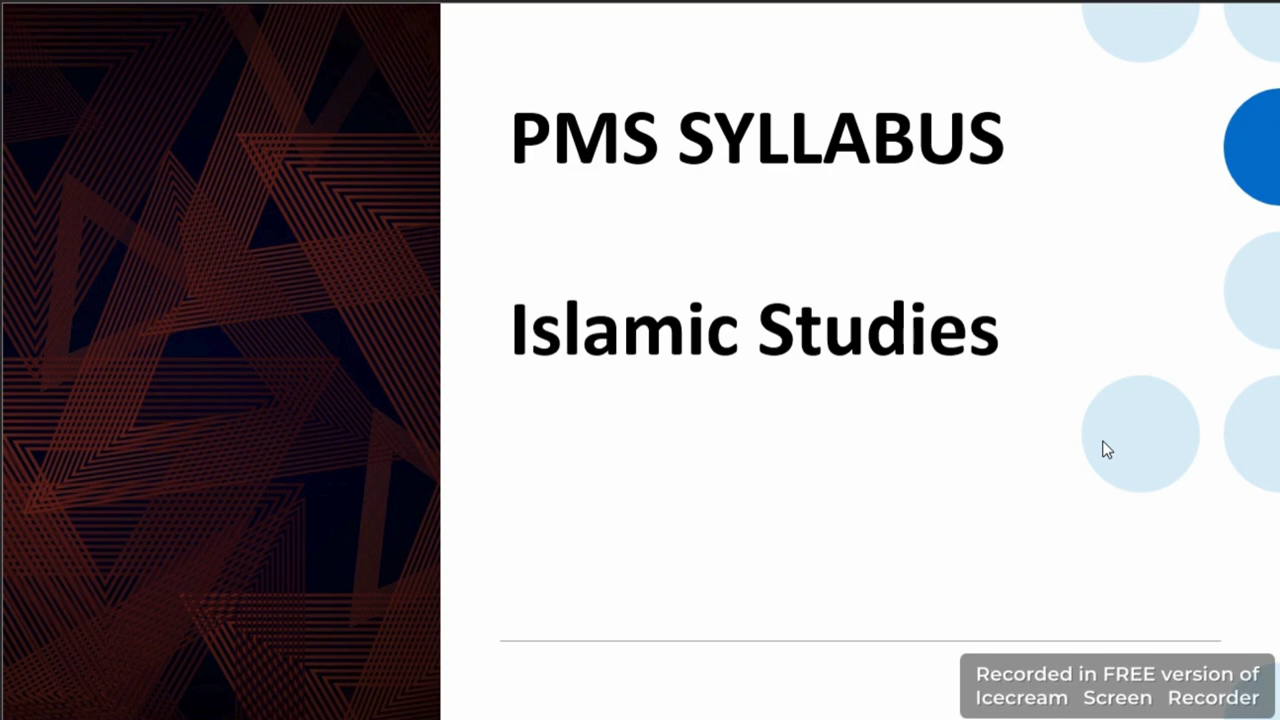 PMS SYLLABUS
Islamic Studies
Recorded in FREE version of
Icecream Screen Recorder